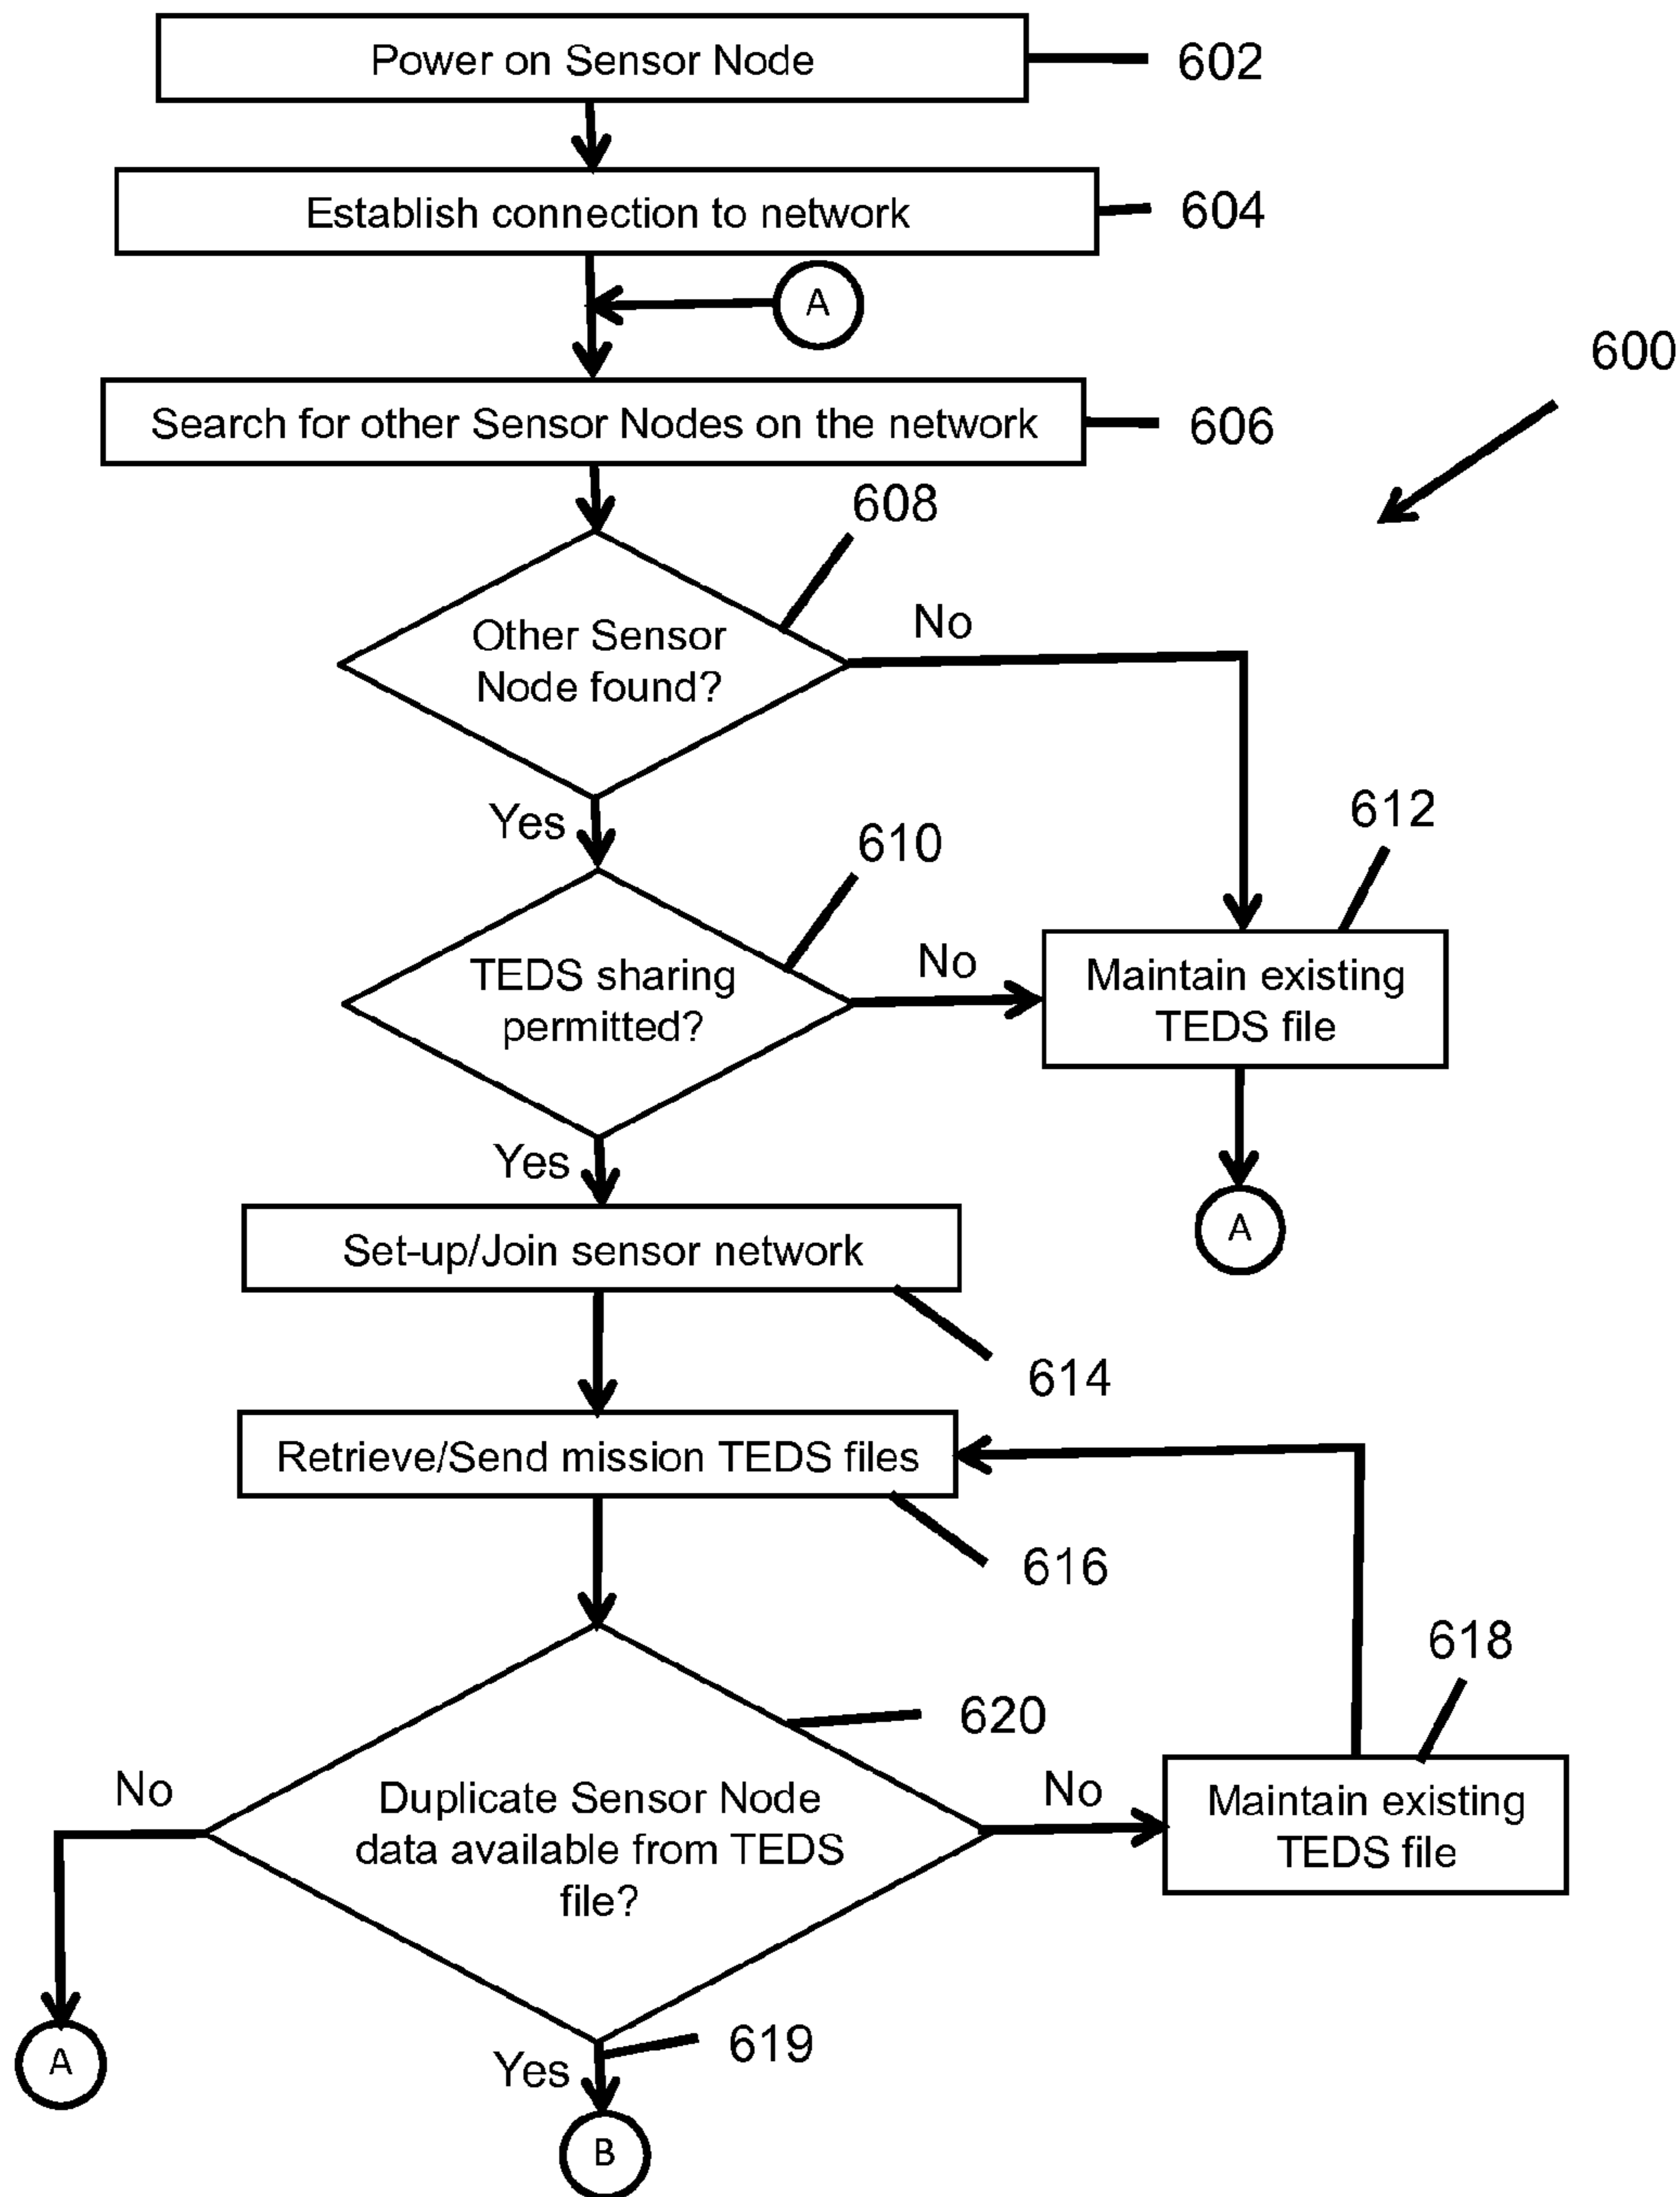 Power on Sensor Node
602
Establish connection to network
604
A
600
Search for other Sensor Nodes on the network
606
608
Other Sensor
Node found?
No
Yes
610
612
TEDS sharing
permitted?
No
Maintain existing
TEDS file
Yes
A
Set-up/Join sensor network
614
Retrieve/Send mission TEDS files
616
618
620
No
Duplicate Sensor Node
data available from TEDS
file?
No
Maintain existing
TEDS file
A
Yes
619
B